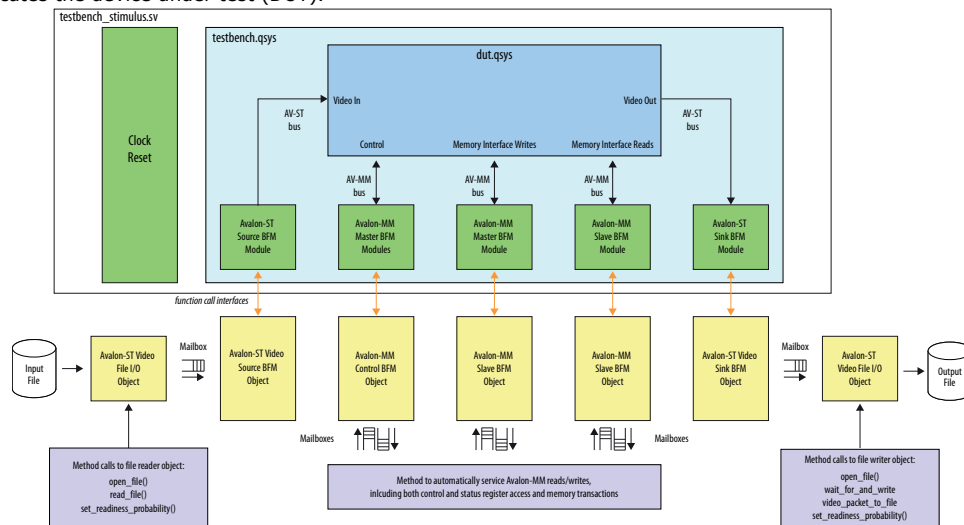 cates the device under test (DUT).
testbench_stimulus.sv
testbench.qsys
dut.qsys
Video In
Video Out
AV-ST
bus
AV-ST
bus
Clock
Reset
Control
Memory Interface Writes
Memory Interface Reads
AV-MM
bus
AV-MM
bus
AV-MM
bus
Avalon-ST
Source BFM
Module
Avalon-MM
Master BFM
Modules
Avalon-MM
Master BFM
Module
Avalon-MM
Slave BFM
Module
Avalon-ST
Sink BFM
Module
function call interfaces
Input
File
Avalon-ST Video
File I/O
Object
Mailbox
Avalon-ST Video
Source BFM
Object
Avalon-MM
Control BFM
Object
Avalon-MM
Slave BFM
Object
Avalon-MM
Slave BFM
Object
Avalon-ST Video
Sink BFM
Object
Mailbox
Avalon-ST
Video File I/O
Object
Output
File
Mailboxes
Mailboxes
Method calls to file reader object:
open_file()
read_file()
set_readiness_probability()
Method to automatically service Avalon-MM reads/writes,
inlcuding both control and status register access and memory transactions
Method calls to file writer object:
open_file()
wait_for_and_write
video_packet_to_file
set_readiness_probability()